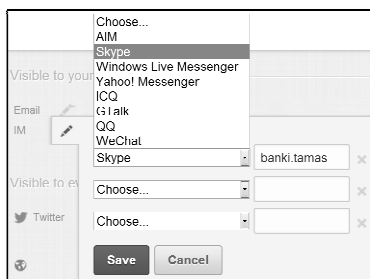 Choose...
AIM
Skype
Windows Live Messenger
Visible to your
Yahoo! Messenger
ICQ
Email
GTalk
IM
QQ
WeChat
Skype
banki.tamas
Visible to ev
Choose...
Twitter
Choose...
Save
Cancel